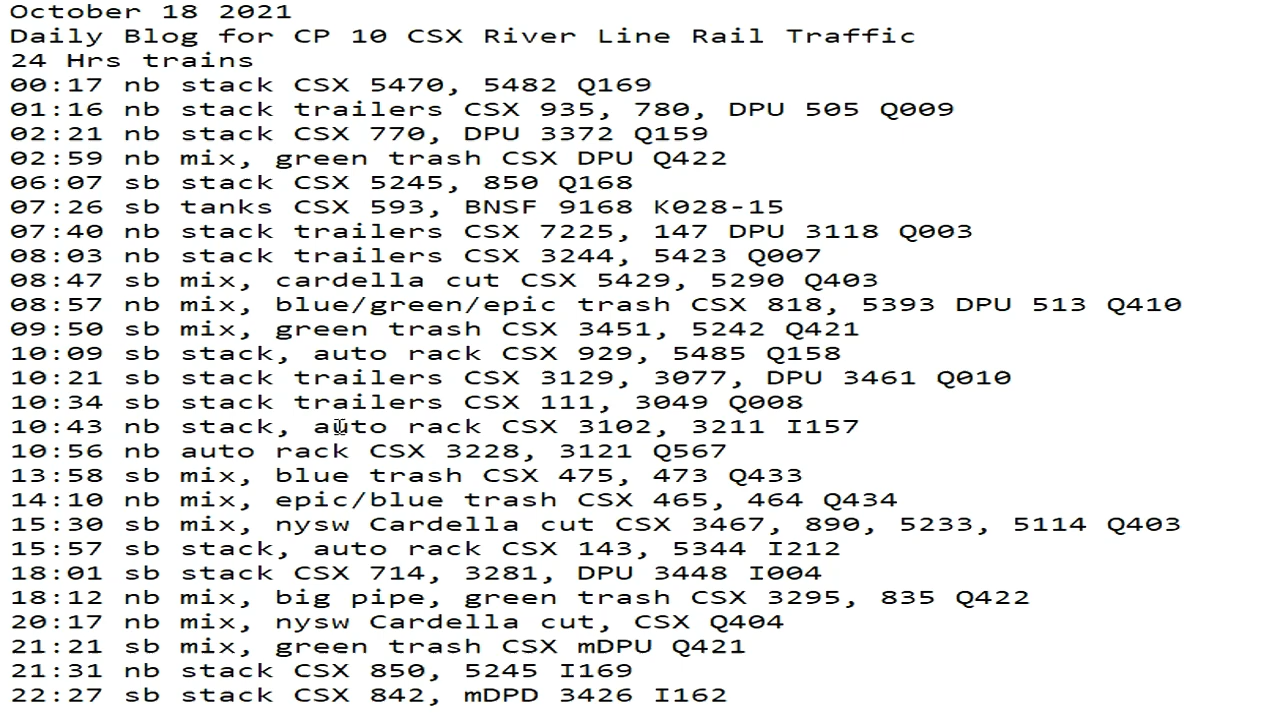 October 18 2021
Daily Blog for CP 10 CSX River Line Rail Traffic
24 Hrs trains
00:17 nb stack CSX 5470, 5482 Q169
01:16 nb stack trailers CSX 935, 780, DPU 505 Q009
02:21 nb stack CSX 770, DPU 3372 Q159
02:59 nb mix, green trash CSX DPU Q422
06:07 sb stack CSX 5245, 850 Q168
07:26 sb tanks CSX 593, BNSF 9168 K028-15
07:40 nb stack trailers CSX 7225, 147 DPU 3118 Q003
08:03 nb stack trailers CSX 3244, 5423 Q007
08:47 sb mix, cardella cut CSX 5429, 5290 Q403
08:57 nb mix, blue/green/epic trash CSX 818, 5393 DPU 513 Q410
09:50 sb mix, green trash CSX 3451, 5242 Q421
10:09 sb stack, auto rack CSX 929, 5485 Q158
10:21 sb stack trailers CSX 3129, 3077, DPU 3461 Q010
10:34 sb stack trailers CSX 111, 3049 Q008
10:43 nb stack, auto rack CSX 3102, 3211 I157
10:56 nb auto rack CSX 3228, 3121 Q567
13:58 sb mix, blue trash CSX 475, 473 Q433
14:10 nb mix, epic/blue trash CSX 465, 464 Q434
15:30 sb mix, nysw Cardella cut CSX 3467, 890, 5233, 5114 Q403
15:57 sb stack, auto rack CSX 143, 5344 I212
18:01 sb stack CSX 714, 3281, DPU 3448 I004
18:12 nb mix, big pipe, green trash CSX 3295, 835 Q422
20:17 nb mix, nysw Cardella cut, CSX Q404
21:21 sb mix, green trash CSX mDPU Q421
21:31 nb stack CSX 850, 5245 I169
22:27 sb stack CSX 842, mDPD 3426 I162